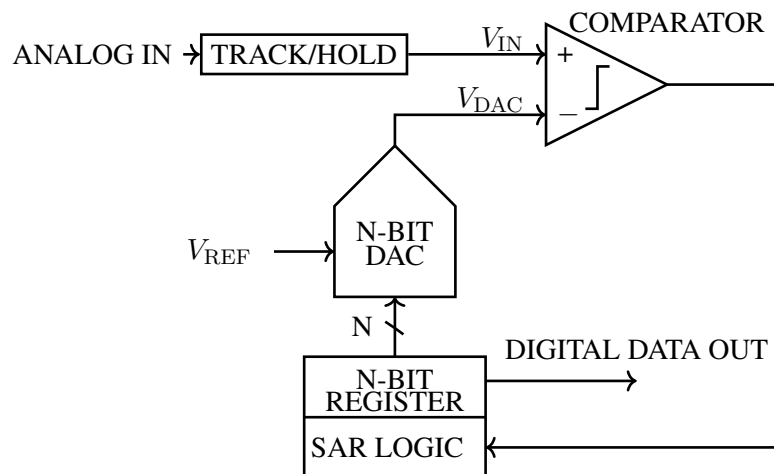 COMPARATOR
ANALOG IN
TRACK/HOLD
V_IN
+
V_DAC
−
N-BIT
DAC
V_REF
N
DIGITAL DATA OUT
N-BIT
REGISTER
SAR LOGIC